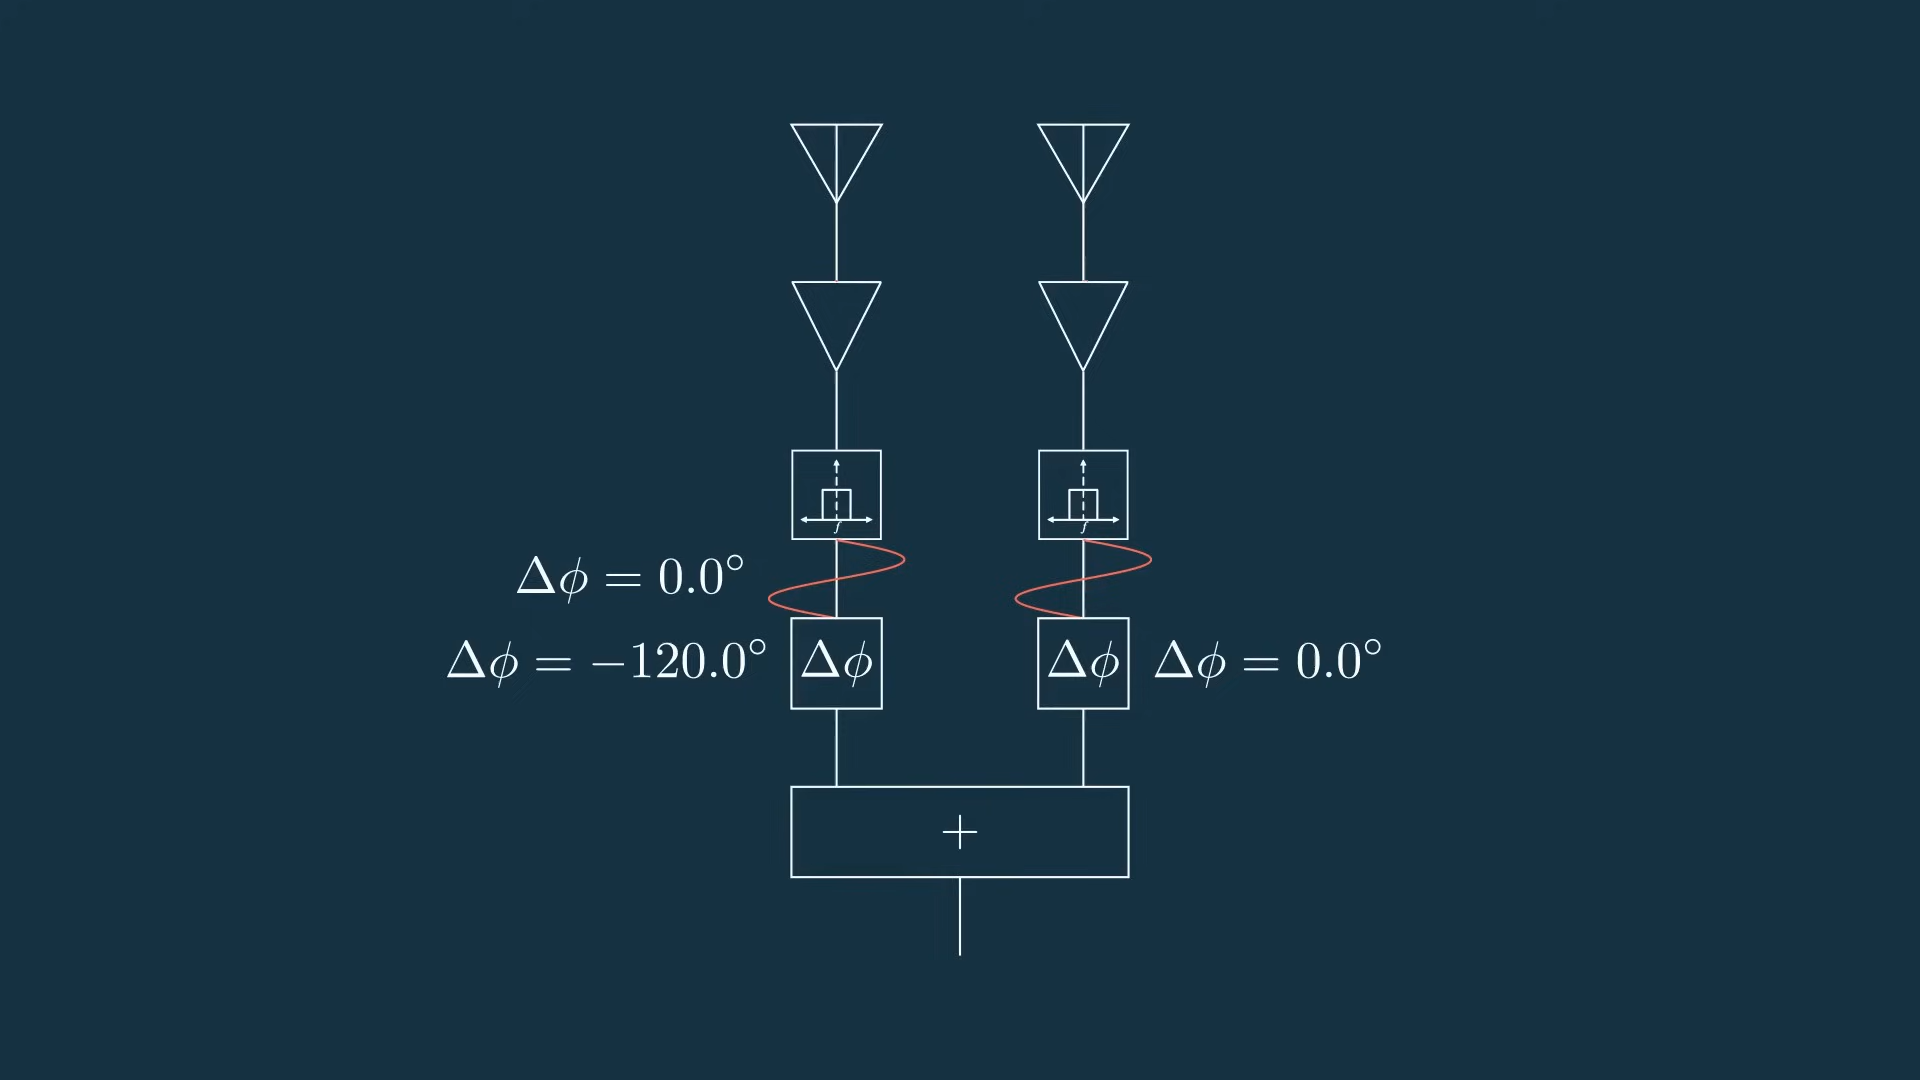 f f
Δϕ = 0.0°
Δϕ = −120.0° Δϕ Δϕ Δϕ = 0.0°
+